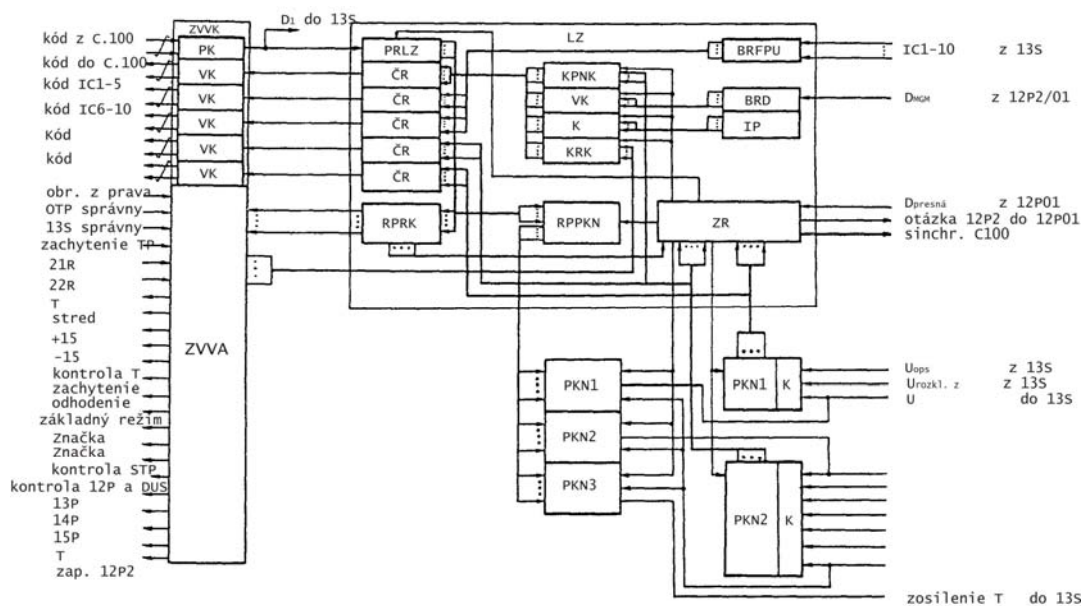 D1 do 13S
ZVVK
LZ
kód z C.100
PK
PRLZ
BRFPU
IC1-10 z 13S
kód do C.100
VK
ČR
KPNK
kód IC1-5
VK
ČR
VK
BRD
DMGM z 12P2/01
kód IC6-10
VK
ČR
K
IP
Kód
VK
ČR
KRK
kód
VK
ČR
obr. z prava
OTP správny
RPRK
RPPKN
ZR
Dpresná z 12P01
otázka 12P2 do 12P01
sinchr. C100
13S správny
zachytenie TP
21R
22R
T
stred
+15
-15
ZVVA
kontrola T
zachytenie
odhodenie
základný režim
Značka
Značka
kontrola STP
kontrola 12P a DUS
13P
14P
15P
T
zap. 12P2
PKN1
PKN2
PKN3
PKN1 K
Uops z 13S
Urozkl. z z 13S
U do 13S
PKN2 K
zosilenie T do 13S